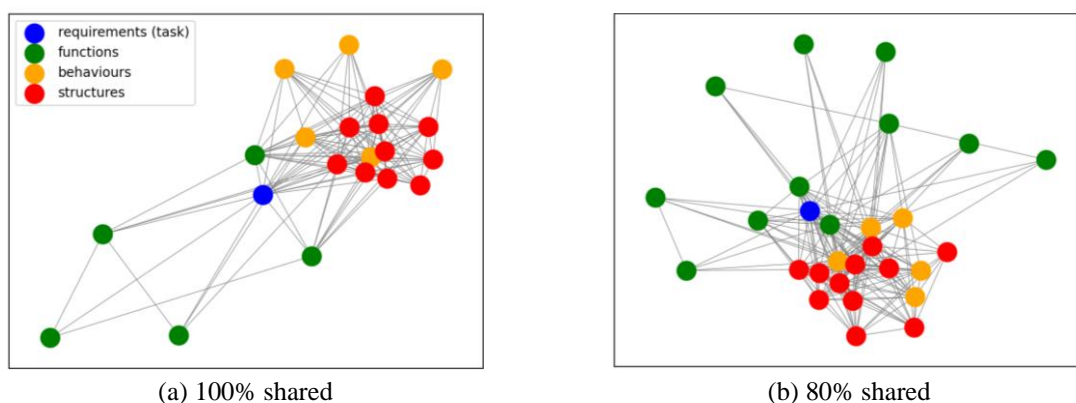 requirements (task)
functions
behaviours
structures
(a) 100% shared
(b) 80% shared